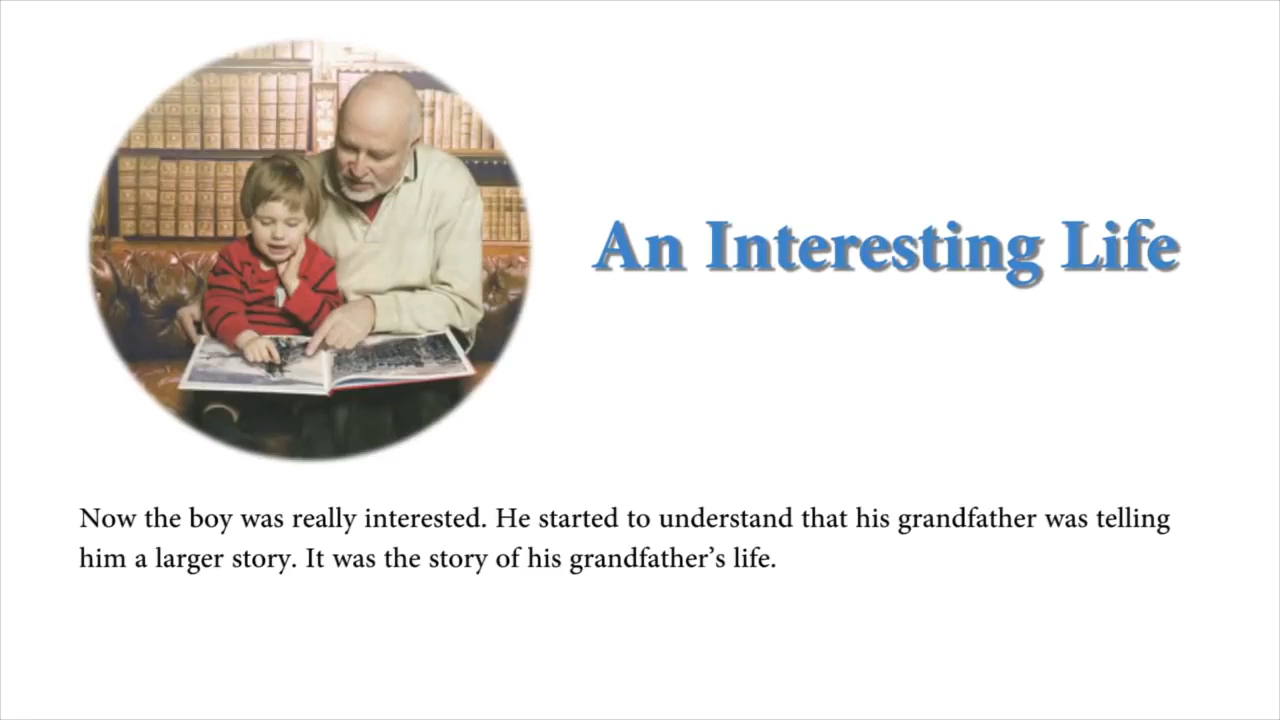 An Interesting Life
Now the boy was really interested. He started to understand that his grandfather was telling
him a larger story. It was the story of his grandfather’s life.